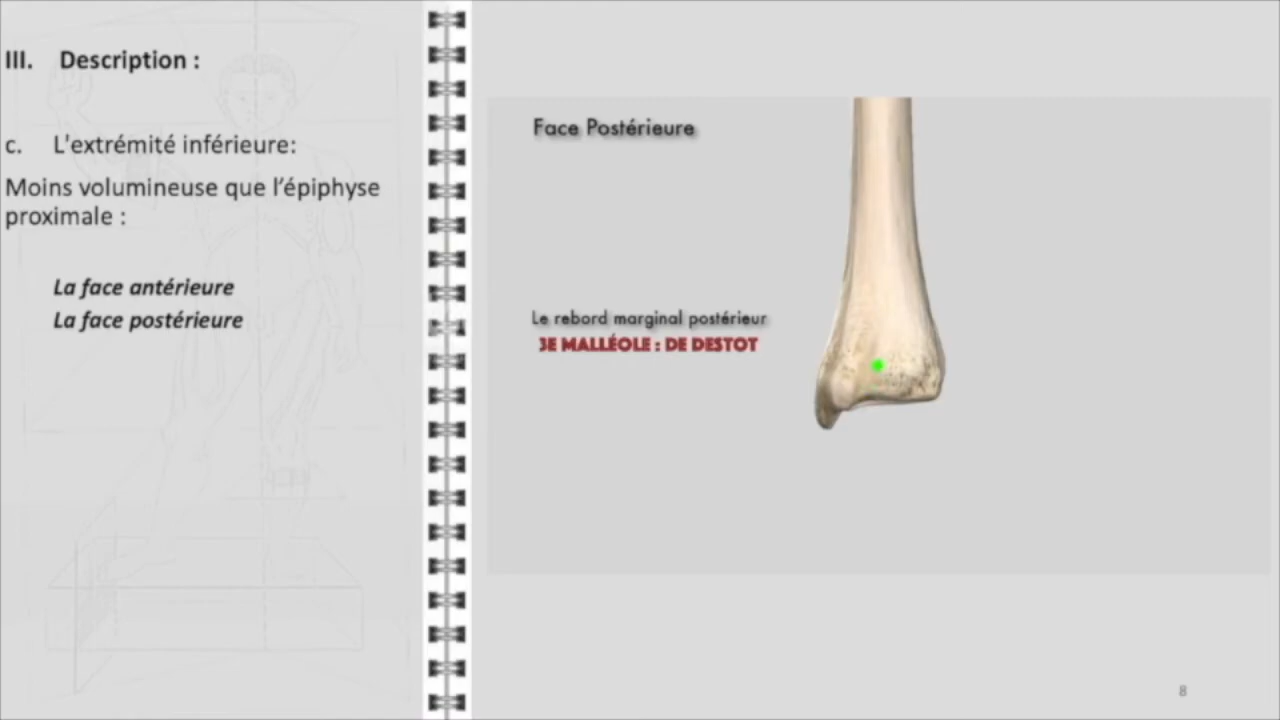 III. Description :
c. L'extrémité inférieure:
Moins volumineuse que l’épiphyse
proximale :
La face antérieure
La face postérieure
Face Postérieure
Le rebord marginal postérieur
3E MALLÉOLE : DE DESTOT
8